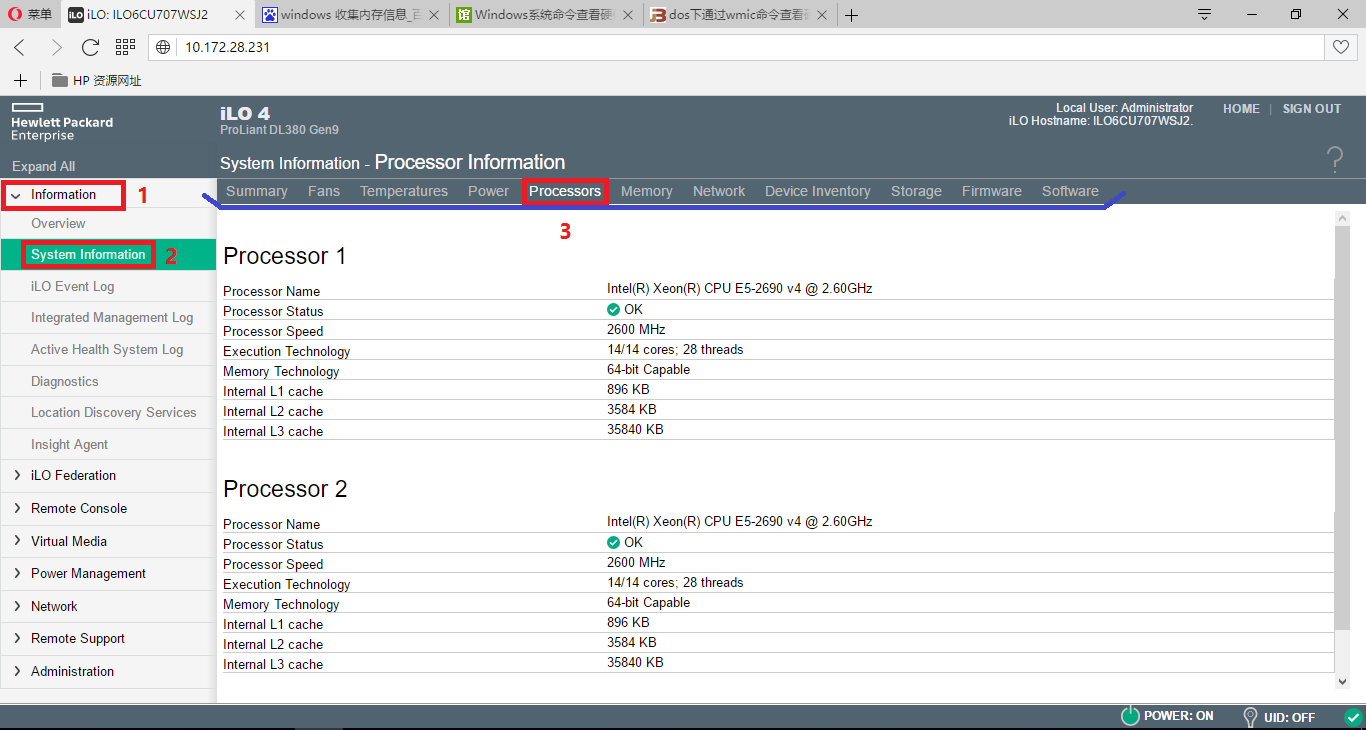 菜单
iLO: ILO6CU707WSJ2
windows 收集内存信息_百
Windows系统命令查看硬
dos下通过wmic命令查看硬
10.172.28.231
HP 资源网址
Hewlett Packard
Enterprise
iLO 4
ProLiant DL380 Gen9
Local User: Administrator
iLO Hostname: ILO6CU707WSJ2.
HOME | SIGN OUT
Expand All
System Information - Processor Information
?
Information 1
Summary Fans Temperatures Power Processors Memory Network Device Inventory Storage Firmware Software
3
Overview
System Information 2
iLO Event Log
Integrated Management Log
Active Health System Log
Diagnostics
Location Discovery Services
Insight Agent
iLO Federation
Remote Console
Virtual Media
Power Management
Network
Remote Support
Administration
Processor 1
Processor Name Intel(R) Xeon(R) CPU E5-2690 v4 @ 2.60GHz
Processor Status OK
Processor Speed 2600 MHz
Execution Technology 14/14 cores; 28 threads
Memory Technology 64-bit Capable
Internal L1 cache 896 KB
Internal L2 cache 3584 KB
Internal L3 cache 35840 KB
Processor 2
Processor Name Intel(R) Xeon(R) CPU E5-2690 v4 @ 2.60GHz
Processor Status OK
Processor Speed 2600 MHz
Execution Technology 14/14 cores; 28 threads
Memory Technology 64-bit Capable
Internal L1 cache 896 KB
Internal L2 cache 3584 KB
Internal L3 cache 35840 KB
POWER: ON UID: OFF